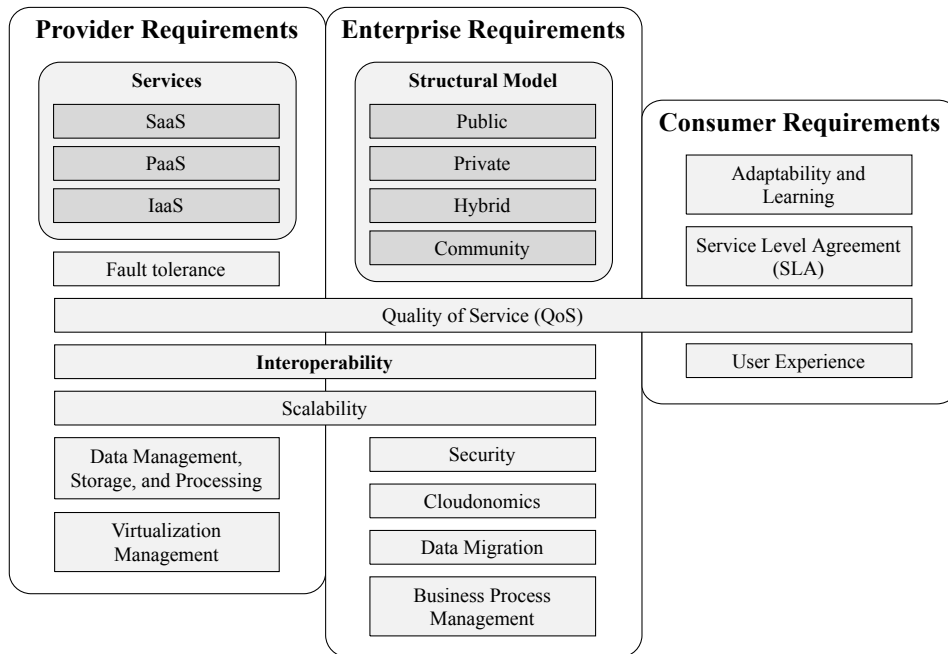 Provider Requirements
Services
SaaS
PaaS
IaaS
Fault tolerance
Enterprise Requirements
Structural Model
Public
Private
Hybrid
Community
Consumer Requirements
Adaptability and
Learning
Service Level Agreement
(SLA)
Quality of Service (QoS)
Interoperability
User Experience
Scalability
Data Management,
Storage, and Processing
Virtualization
Management
Security
Cloudonomics
Data Migration
Business Process
Management